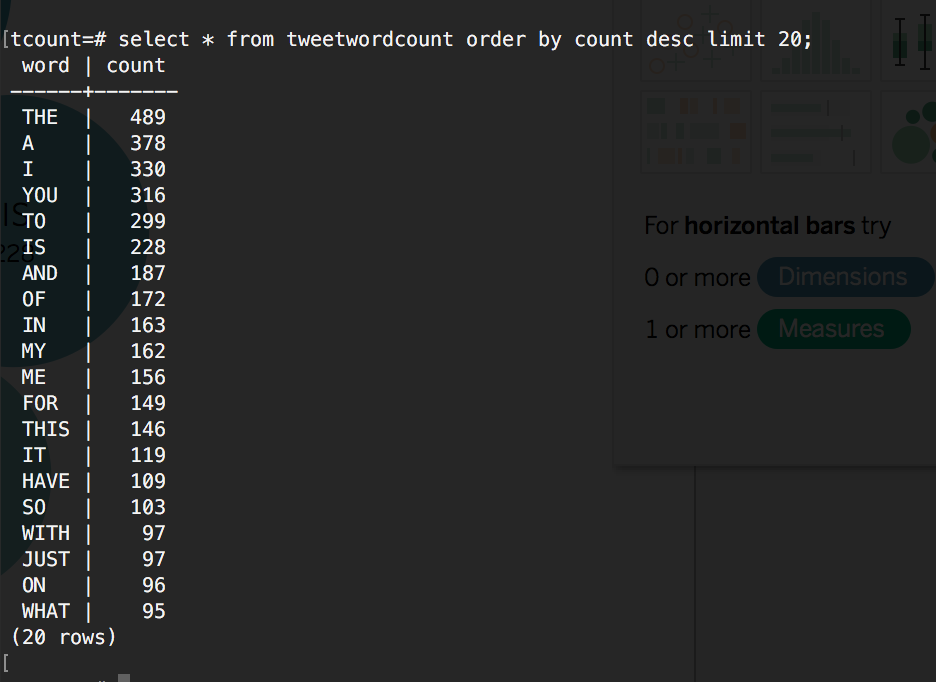 [tcount=# select * from tweetwordcount order by count desc limit 20;
 word | count
------+-------
 THE  |   489
 A    |   378
 I    |   330
 YOU  |   316
 TO   |   299
 IS   |   228
 AND  |   187
 OF   |   172
 IN   |   163
 MY   |   162
 ME   |   156
 FOR  |   149
 THIS |   146
 IT   |   119
 HAVE |   109
 SO   |   103
 WITH |    97
 JUST |    97
 ON   |    96
 WHAT |    95
(20 rows)
[
IS
228
For horizontal bars try
0 or more Dimensions
1 or more Measures